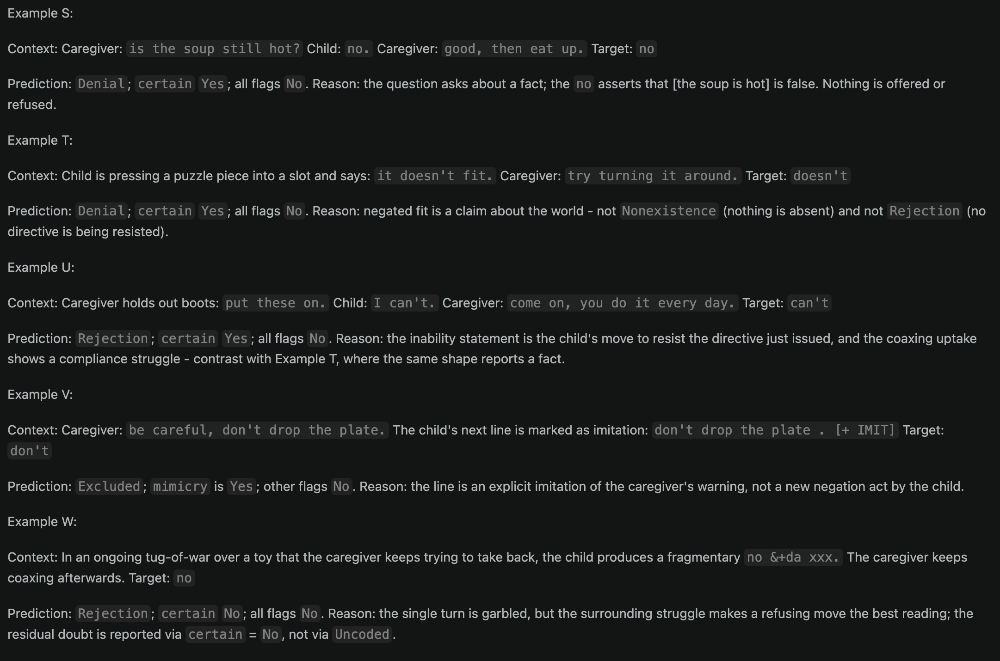 Example S:
Context: Caregiver: is the soup still hot? Child: no. Caregiver: good, then eat up. Target: no
Prediction: Denial; certain Yes; all flags No. Reason: the question asks about a fact; the no asserts that [the soup is hot] is false. Nothing is offered or
refused.
Example T:
Context: Child is pressing a puzzle piece into a slot and says: it doesn't fit. Caregiver: try turning it around. Target: doesn't
Prediction: Denial; certain Yes; all flags No. Reason: negated fit is a claim about the world - not Nonexistence (nothing is absent) and not Rejection (no
directive is being resisted).
Example U:
Context: Caregiver holds out boots: put these on. Child: I can't. Caregiver: come on, you do it every day. Target: can't
Prediction: Rejection; certain Yes; all flags No. Reason: the inability statement is the child's move to resist the directive just issued, and the coaxing uptake
shows a compliance struggle - contrast with Example T, where the same shape reports a fact.
Example V:
Context: Caregiver: be careful, don't drop the plate. The child's next line is marked as imitation: don't drop the plate . [+ IMIT] Target:
don't
Prediction: Excluded; mimicry is Yes; other flags No. Reason: the line is an explicit imitation of the caregiver's warning, not a new negation act by the child.
Example W:
Context: In an ongoing tug-of-war over a toy that the caregiver keeps trying to take back, the child produces a fragmentary no &+da xxx. The caregiver keeps
coaxing afterwards. Target: no
Prediction: Rejection; certain No; all flags No. Reason: the single turn is garbled, but the surrounding struggle makes a refusing move the best reading; the
residual doubt is reported via certain = No, not via Uncoded.